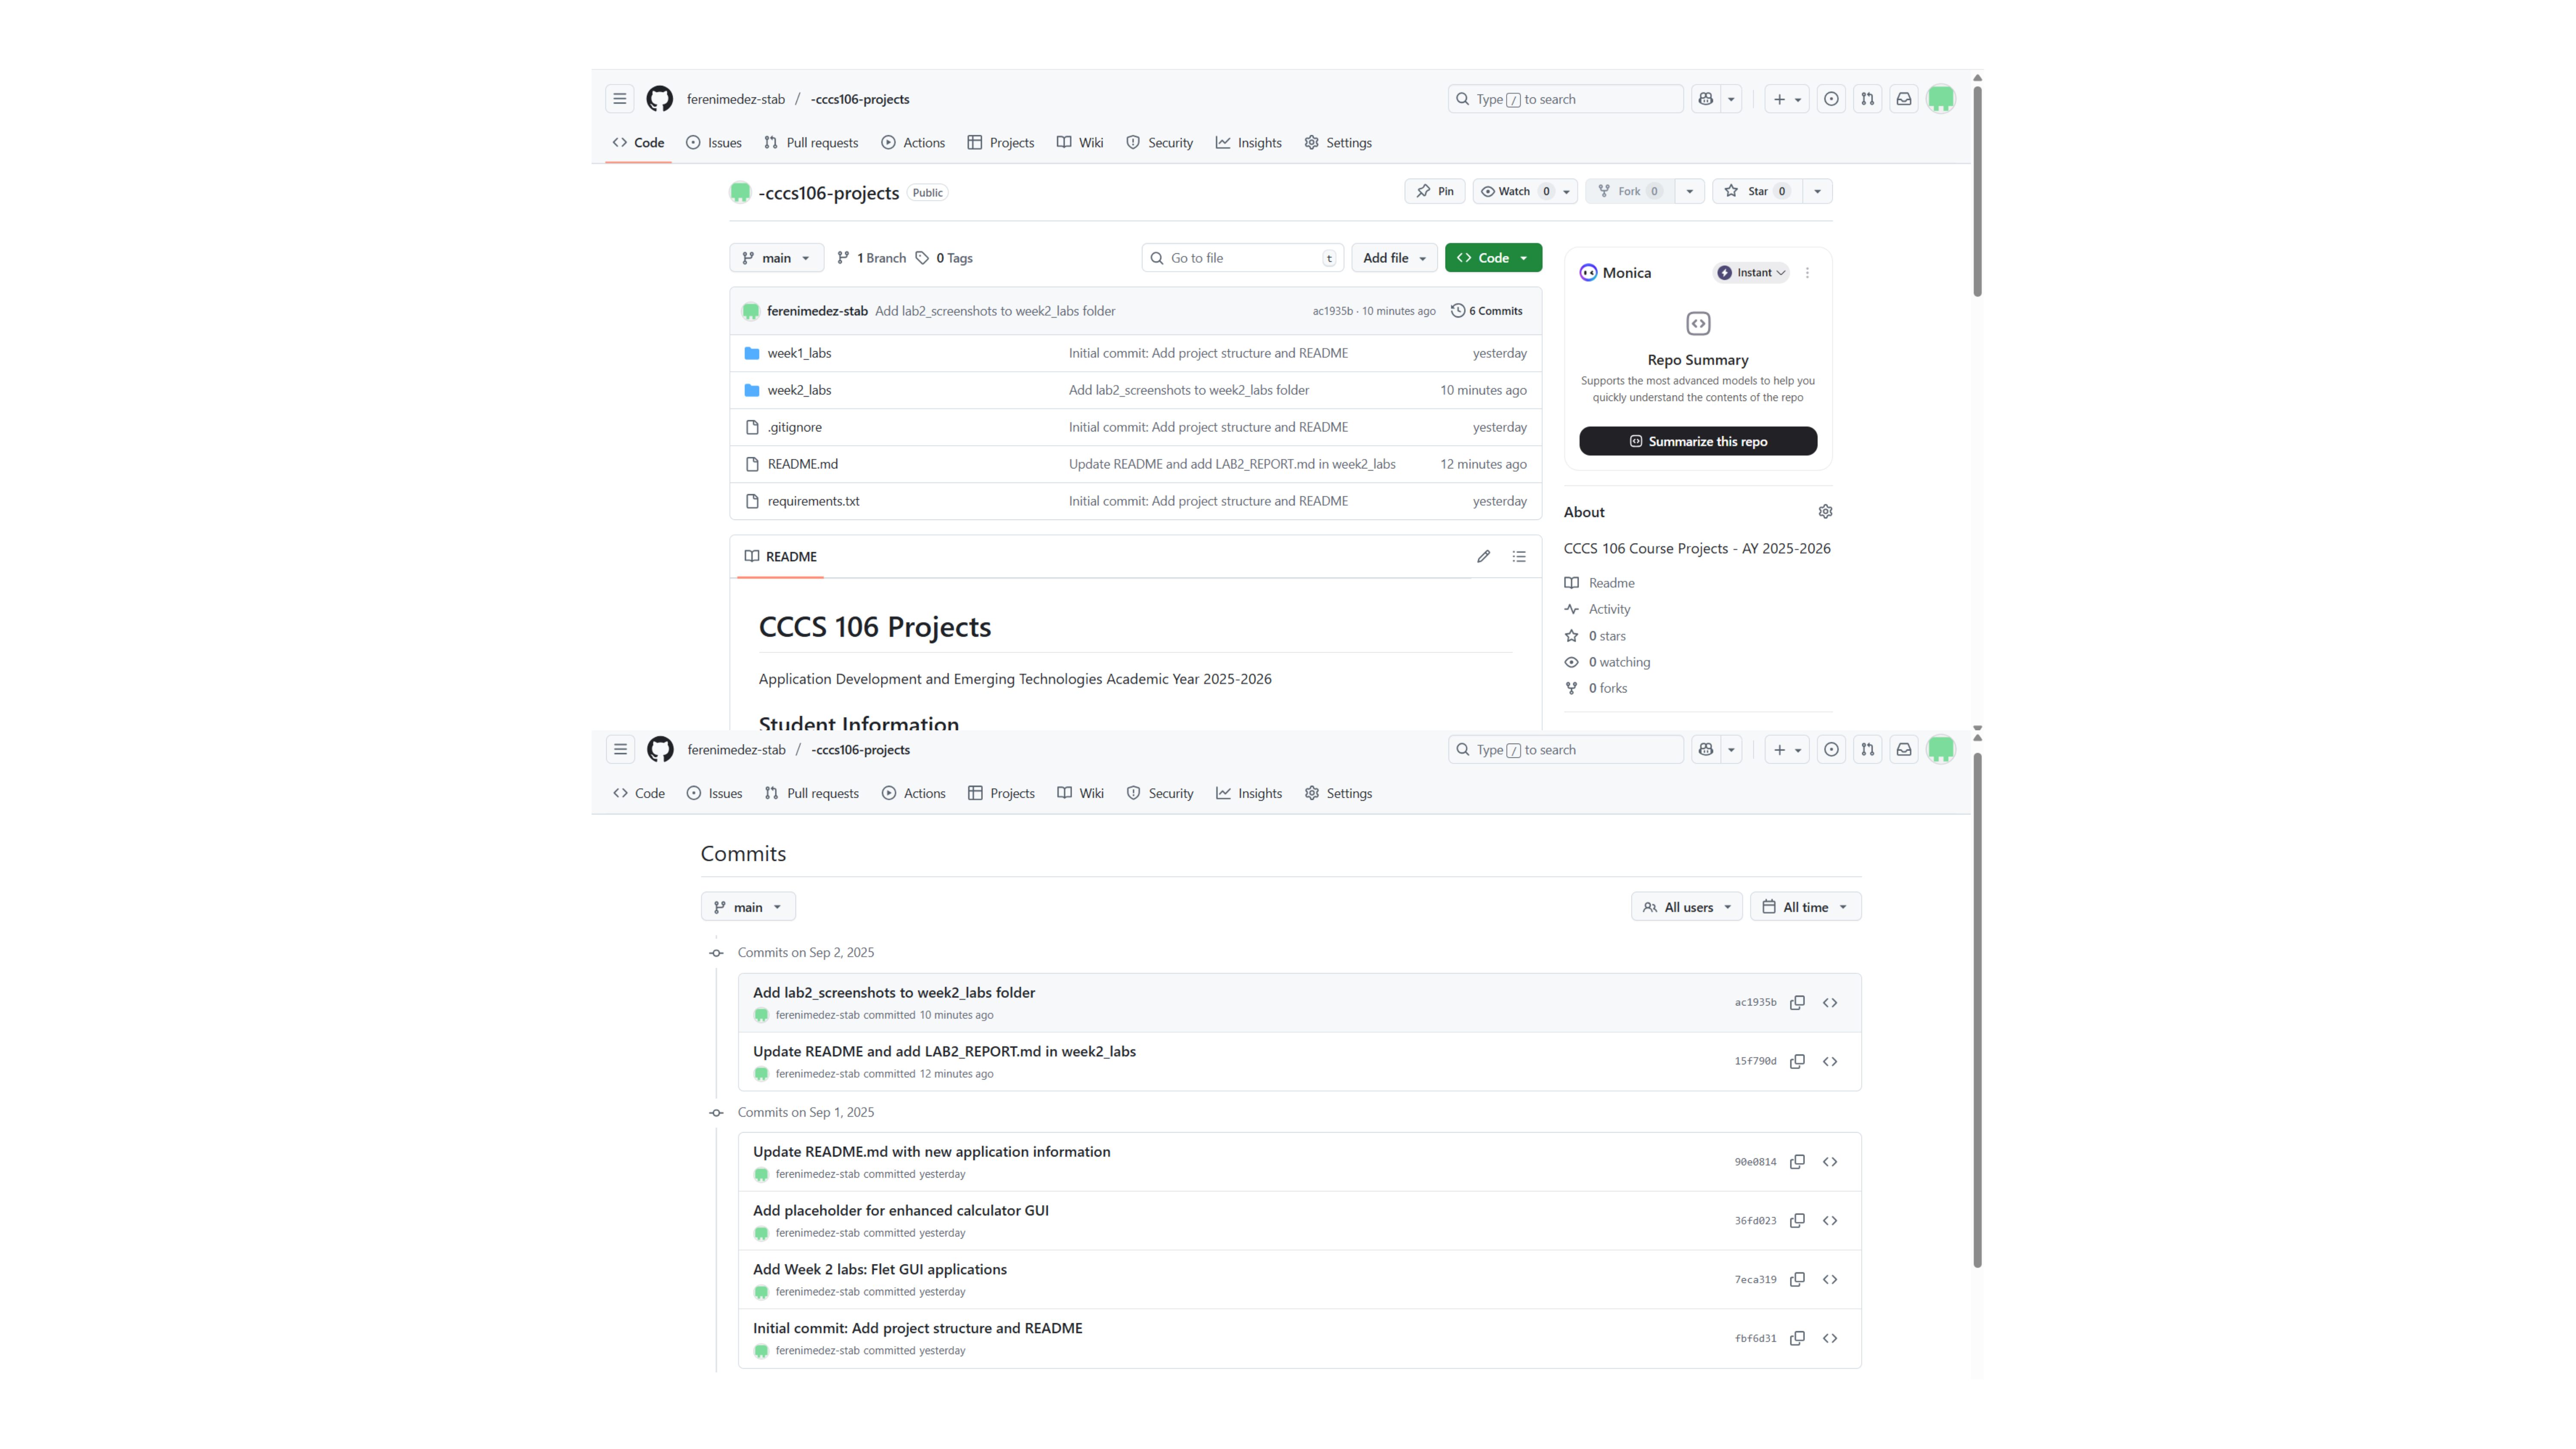 ferenimedez-stab / -cccs106-projects
Type / to search
Code Issues Pull requests Actions Projects Wiki Security Insights Settings
-cccs106-projects Public
Pin Watch 0 Fork 0 Star 0
main 1 Branch 0 Tags Go to file t Add file Code
ferenimedez-stab Add lab2_screenshots to week2_labs folder ac1935b · 10 minutes ago 6 Commits
week1_labs Initial commit: Add project structure and README yesterday
week2_labs Add lab2_screenshots to week2_labs folder 10 minutes ago
.gitignore Initial commit: Add project structure and README yesterday
README.md Update README and add LAB2_REPORT.md in week2_labs 12 minutes ago
requirements.txt Initial commit: Add project structure and README yesterday
README
CCCS 106 Projects
Application Development and Emerging Technologies Academic Year 2025-2026
Student Information
Monica Instant
Repo Summary
Supports the most advanced models to help you
quickly understand the contents of the repo
Summarize this repo
About
CCCS 106 Course Projects - AY 2025-2026
Readme
Activity
0 stars
0 watching
0 forks
ferenimedez-stab / -cccs106-projects
Type / to search
Code Issues Pull requests Actions Projects Wiki Security Insights Settings
Commits
main All users All time
Commits on Sep 2, 2025
Add lab2_screenshots to week2_labs folder
ferenimedez-stab committed 10 minutes ago
ac1935b
Update README and add LAB2_REPORT.md in week2_labs
ferenimedez-stab committed 12 minutes ago
15f790d
Commits on Sep 1, 2025
Update README.md with new application information
ferenimedez-stab committed yesterday
90e0814
Add placeholder for enhanced calculator GUI
ferenimedez-stab committed yesterday
36fd023
Add Week 2 labs: Flet GUI applications
ferenimedez-stab committed yesterday
7eca319
Initial commit: Add project structure and README
ferenimedez-stab committed yesterday
fbf6d31